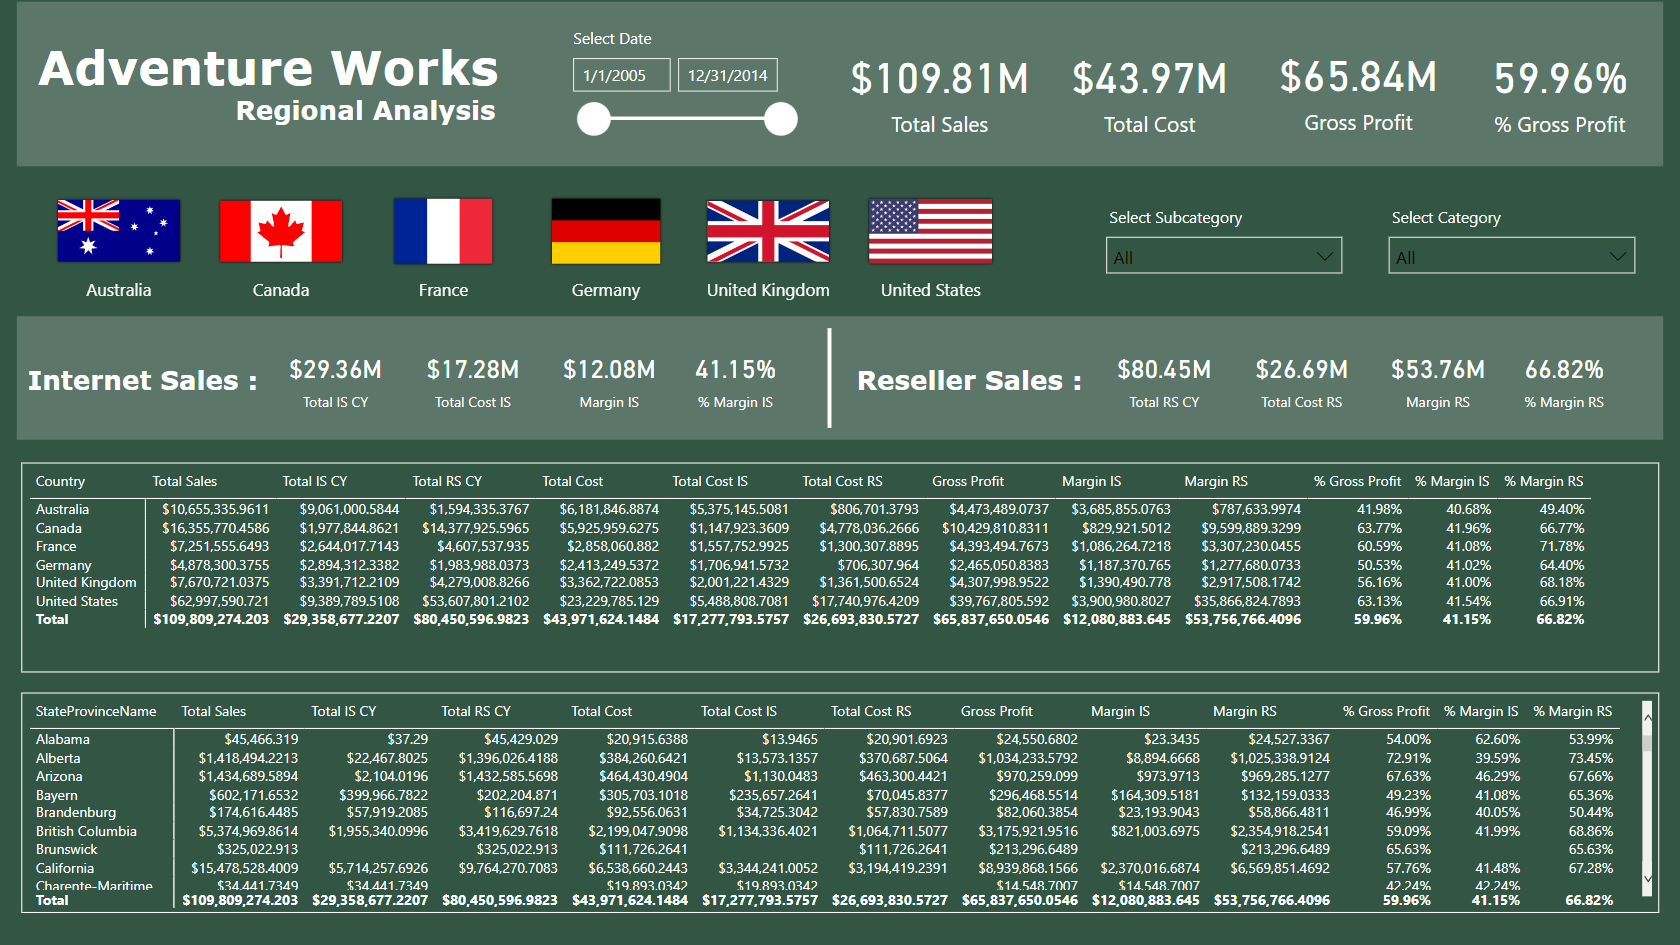 Adventure Works
Regional Analysis
Select Date
1/1/2005 12/31/2014
$109.81M $43.97M $65.84M 59.96%
Total Sales Total Cost Gross Profit % Gross Profit
Australia Canada France Germany United Kingdom United States
Select Subcategory Select Category
All All
Internet Sales : $29.36M $17.28M $12.08M 41.15%
Total IS CY Total Cost IS Margin IS % Margin IS
Reseller Sales : $80.45M $26.69M $53.76M 66.82%
Total RS CY Total Cost RS Margin RS % Margin RS
Country Total Sales Total IS CY Total RS CY Total Cost Total Cost IS Total Cost RS Gross Profit Margin IS Margin RS % Gross Profit % Margin IS % Margin RS
Australia $10,655,335.9611 $9,061,000.5844 $1,594,335.3767 $6,181,846.8874 $5,375,145.5081 $806,701.3793 $4,473,489.0737 $3,685,855.0763 $787,633.9974 41.98% 40.68% 49.40%
Canada $16,355,770.4586 $1,977,844.8621 $14,377,925.5965 $5,925,959.6275 $1,147,923.3609 $4,778,036.2666 $10,429,810.8311 $829,921.5012 $9,599,889.3299 63.77% 41.96% 66.77%
France $7,251,555.6493 $2,644,017.7143 $4,607,537.935 $2,858,060.882 $1,557,752.9925 $1,300,307.8895 $4,393,494.7673 $1,086,264.7218 $3,307,230.0455 60.59% 41.08% 71.78%
Germany $4,878,300.3755 $2,894,312.3382 $1,983,988.0373 $2,413,249.5372 $1,706,941.5732 $706,307.964 $2,465,050.8383 $1,187,370.765 $1,277,680.0733 50.53% 41.02% 64.40%
United Kingdom $7,670,721.0375 $3,391,712.2109 $4,279,008.8266 $3,362,722.0853 $2,001,221.4329 $1,361,500.6524 $4,307,998.9522 $1,390,490.778 $2,917,508.1742 56.16% 41.00% 68.18%
United States $62,997,590.721 $9,389,789.5108 $53,607,801.2102 $23,229,785.129 $5,488,808.7081 $17,740,976.4209 $39,767,805.592 $3,900,980.8027 $35,866,824.7893 63.13% 41.54% 66.91%
Total $109,809,274.203 $29,358,677.2207 $80,450,596.9823 $43,971,624.1484 $17,277,793.5757 $26,693,830.5727 $65,837,650.0546 $12,080,883.645 $53,756,766.4096 59.96% 41.15% 66.82%
StateProvinceName Total Sales Total IS CY Total RS CY Total Cost Total Cost IS Total Cost RS Gross Profit Margin IS Margin RS % Gross Profit % Margin IS % Margin RS
Alabama $45,466.319 $37.29 $45,429.029 $20,915.6388 $13.9465 $20,901.6923 $24,550.6802 $23.3435 $24,527.3367 54.00% 62.60% 53.99%
Alberta $1,418,494.2213 $22,467.8025 $1,396,026.4188 $384,260.6421 $13,573.1357 $370,687.5064 $1,034,233.5792 $8,894.6668 $1,025,338.9124 72.91% 39.59% 73.45%
Arizona $1,434,689.5894 $2,104.0196 $1,432,585.5698 $464,430.4904 $1,130.0483 $463,300.4421 $970,259.099 $973.9713 $969,285.1277 67.63% 46.29% 67.66%
Bayern $602,171.6532 $399,966.7822 $202,204.871 $305,703.1018 $235,657.2641 $70,045.8377 $296,468.5514 $164,309.5181 $132,159.0333 49.23% 41.08% 65.36%
Brandenburg $174,616.4485 $57,919.2085 $116,697.24 $92,556.0631 $34,725.3042 $57,830.7589 $82,060.3854 $23,193.9043 $58,866.4811 46.99% 40.05% 50.44%
British Columbia $5,374,969.8614 $1,955,340.0996 $3,419,629.7618 $2,199,047.9098 $1,134,336.4021 $1,064,711.5077 $3,175,921.9516 $821,003.6975 $2,354,918.2541 59.09% 41.99% 68.86%
Brunswick $325,022.913 $325,022.913 $111,726.2641 $111,726.2641 $213,296.6489 $213,296.6489 65.63% 65.63%
California $15,478,528.4009 $5,714,257.6926 $9,764,270.7083 $6,538,660.2443 $3,344,241.0052 $3,194,419.2391 $8,939,868.1566 $2,370,016.6874 $6,569,851.4692 57.76% 41.48% 67.28%
Charente-Maritime $34,441.7349 $34,441.7349 $19,893.0342 $19,893.0342 $14,548.7007 $14,548.7007 42.24% 42.24%
Total $109,809,274.203 $29,358,677.2207 $80,450,596.9823 $43,971,624.1484 $17,277,793.5757 $26,693,830.5727 $65,837,650.0546 $12,080,883.645 $53,756,766.4096 59.96% 41.15% 66.82%